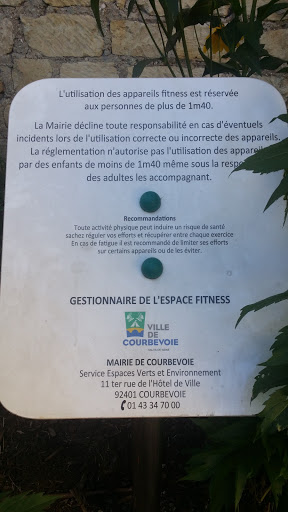 L'utilisation des appareils fitness est réservée
aux personnes de plus de 1m40.
La Mairie décline toute responsabilité en cas d'éventuels
incidents lors de l'utilisation correcte ou incorrecte des appareils.
La réglementation n'autorise pas l'utilisation des appareils
par des enfants de moins de 1m40 même sous la respons
des adultes les accompagnant.
Recommandations
Toute activité physique peut induire un risque de santé
sachez réguler vos efforts et récupérer entre chaque exercice
En cas de fatigue il est recommandé de limiter ses efforts
sur certains appareils ou de les éviter.
GESTIONNAIRE DE L'ESPACE FITNESS
VILLE
DE
COURBEVOIE
MAIRIE DE COURBEVOIE
Service Espaces Verts et Environnement
11 ter rue de l'Hôtel de Ville
92401 COURBEVOIE
01 43 34 70 00